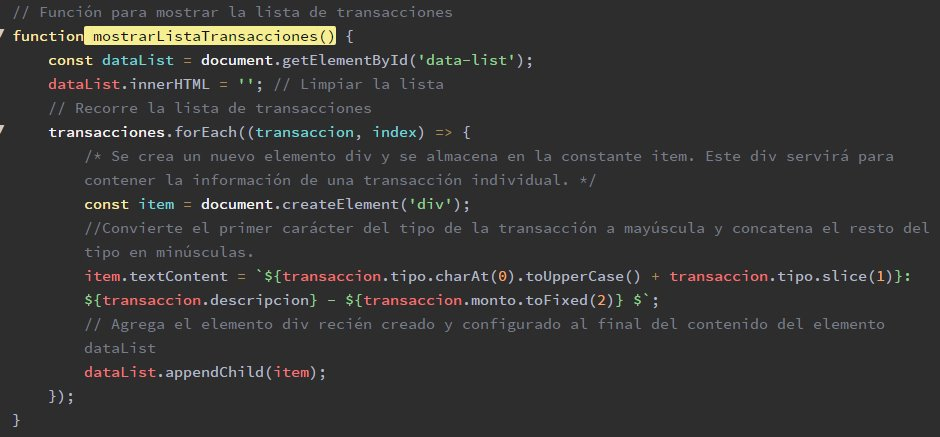 // Función para mostrar la lista de transacciones
function mostrarListaTransacciones() {
const dataList = document.getElementById('data-list');
dataList.innerHTML = ''; // Limpiar la lista
// Recorre la lista de transacciones
transacciones.forEach((transaccion, index) => {
/* Se crea un nuevo elemento div y se almacena en la constante item. Este div servirá para
contener la información de una transacción individual. */
const item = document.createElement('div');
//Convierte el primer carácter del tipo de la transacción a mayúscula y concatena el resto del
tipo en minúsculas.
item.textContent = `${transaccion.tipo.charAt(0).toUpperCase() + transaccion.tipo.slice(1)}:
${transaccion.descripcion} - ${transaccion.monto.toFixed(2)} $`;
// Agrega el elemento div recién creado y configurado al final del contenido del elemento
dataList
dataList.appendChild(item);
});
}